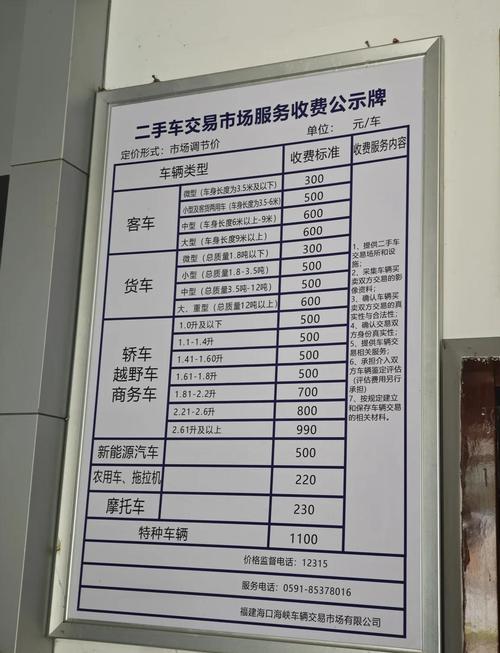 二手车交易市场服务收费公示牌
定价形式：市场调节价 单位： 元/车
车辆类型 收费标准 收费服务内容
客车
微型（车身长度为3.5米及以下） 300
小型及客货两用车（车身长度为3.5-6米） 500
中型（车身长度6米以上-9米） 600
大型（车身长度9米以上） 600
货车
微型（总质量1.8吨以下） 300
小型（总质量1.8-3.5吨） 500
中型（总质量3.5-12吨） 500
大、重型（总质量12吨以上） 600
轿车
越野车
商务车
1.0升及以下 500
1.1-1.4升 500
1.41-1.60升 500
1.61-1.8升 500
1.81-2.2升 700
2.21-2.6升 800
2.61升及以上 990
新能源汽车 500
农用车、拖拉机 220
摩托车 230
特种车辆 1100
1、提供二手车
交易场所和设
施；
2、采集车辆买
卖双方交易的影
像资料；
3、确认车辆买
卖双方交易的真
实性与合法性；
4、确认交易双
方身份真实性；
5、提供车辆交
易相关服务；
6、承担介入双
方车辆鉴定评估
（评估费用另行
承担）
7、按规定建立
和保存车辆交易
的相关材料。
价格监督电话：12315
服务电话：0591-85378016
福建海口海峡车辆交易市场有限公司